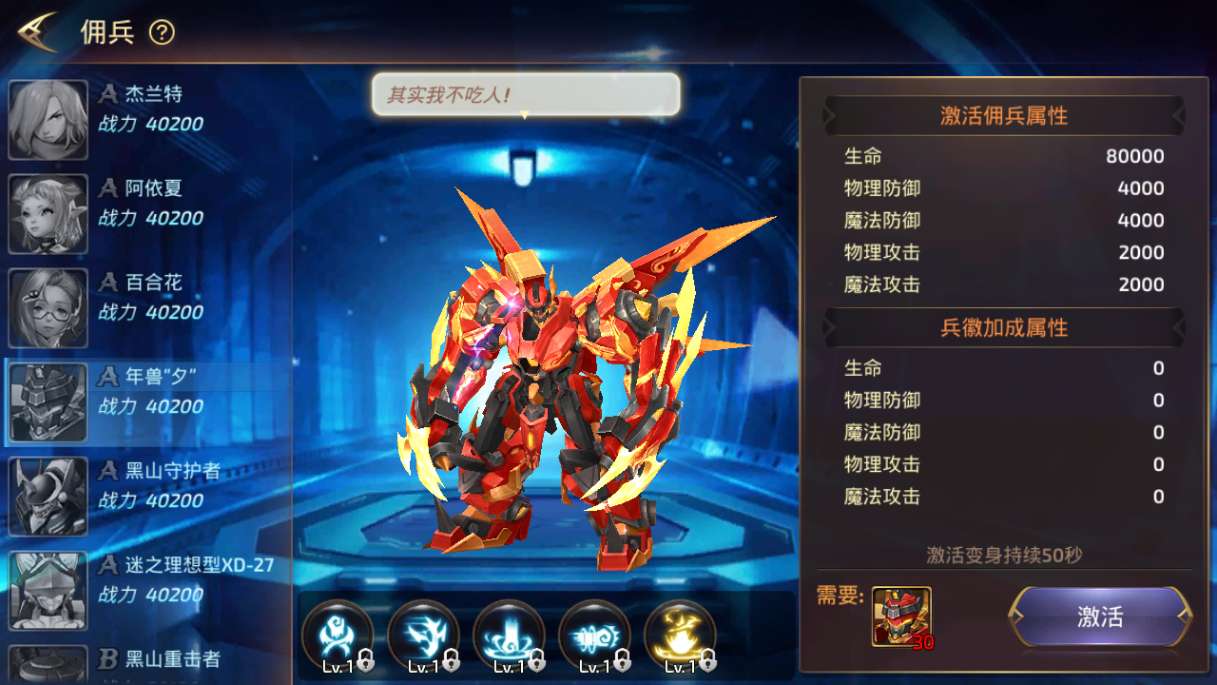 佣兵 ?
A 杰兰特
战力 40200
A 阿依夏
战力 40200
A 百合花
战力 40200
A 年兽"夕"
战力 40200
A 黑山守护者
战力 40200
A 迷之理想型XD-27
战力 40200
B 黑山重击者
其实我不吃人!
Lv.1
Lv.1
Lv.1
Lv.1
Lv.1
激活佣兵属性
生命 80000
物理防御 4000
魔法防御 4000
物理攻击 2000
魔法攻击 2000
兵徽加成属性
生命 0
物理防御 0
魔法防御 0
物理攻击 0
魔法攻击 0
激活变身持续50秒
需要: 30
激活